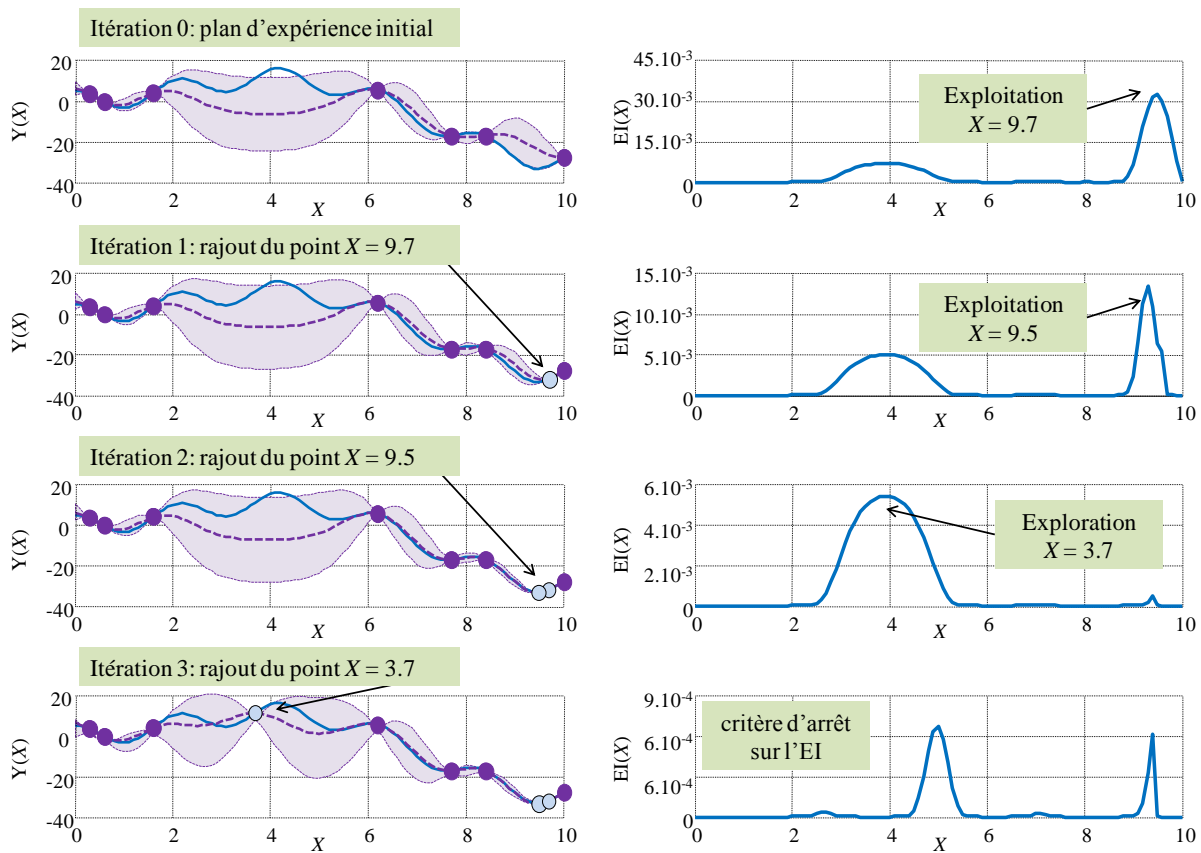 Itération 0: plan d'expérience initial
20
0
-20
-40
Y(X)
0 2 4 6 8 10
X
45.10-3
30.10-3
15.10-3
0
EI(X)
Exploitation
X = 9.7
0 2 4 6 8 10
X
Itération 1: rajout du point X = 9.7
20
0
-20
-40
Y(X)
0 2 4 6 8 10
X
15.10-3
10.10-3
5.10-3
0
EI(X)
Exploitation
X = 9.5
0 2 4 6 8 10
X
Itération 2: rajout du point X = 9.5
20
0
-20
-40
Y(X)
0 2 4 6 8 10
X
6.10-3
4.10-3
2.10-3
0
EI(X)
Exploration
X = 3.7
0 2 4 6 8 10
X
Itération 3: rajout du point X = 3.7
20
0
-20
-40
Y(X)
0 2 4 6 8 10
X
9.10-4
6.10-4
6.10-4
0
EI(X)
critère d'arrêt
sur l'EI
0 2 4 6 8 10
X